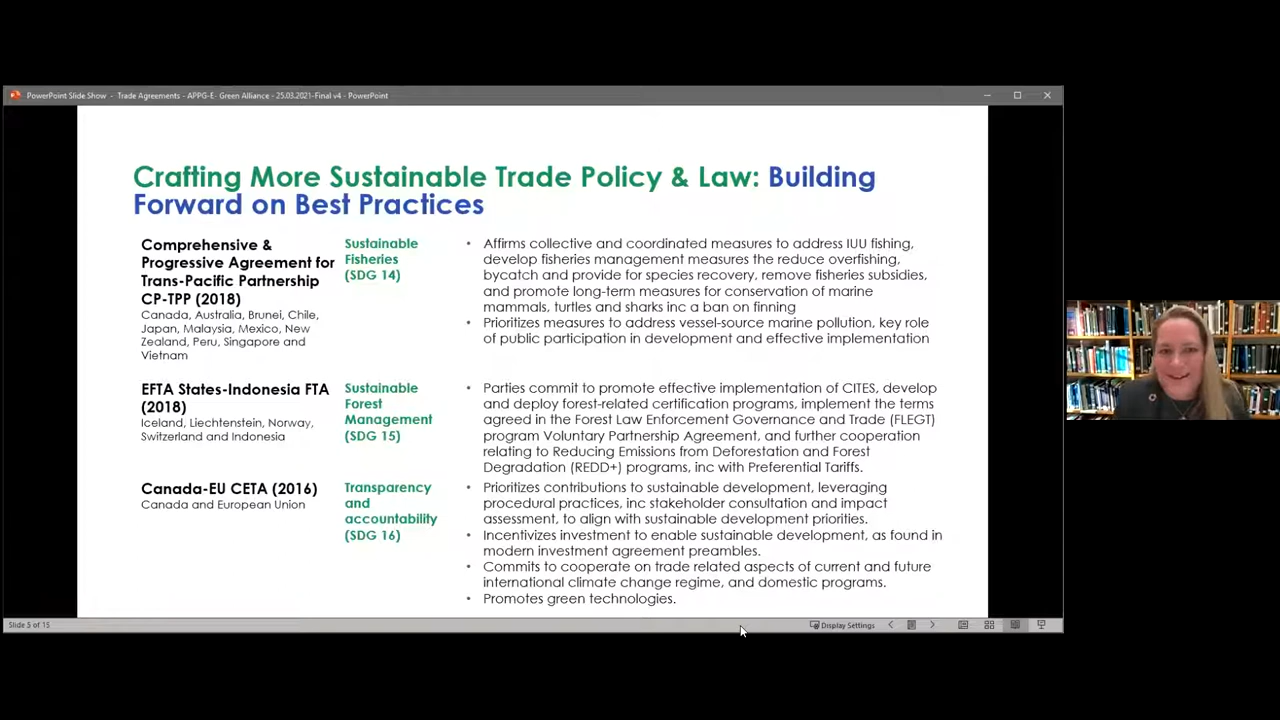 PowerPoint Slide Show - Trade Agreements - APPG-E- Green Alliance - 25.03.2021-Final v4 - PowerPoint
Crafting More Sustainable Trade Policy & Law: Building
Forward on Best Practices
Comprehensive &
Progressive Agreement for
Trans-Pacific Partnership
CP-TPP (2018)
Canada, Australia, Brunei, Chile,
Japan, Malaysia, Mexico, New
Zealand, Peru, Singapore and
Vietnam
Sustainable
Fisheries
(SDG 14)
• Affirms collective and coordinated measures to address IUU fishing,
develop fisheries management measures the reduce overfishing,
bycatch and provide for species recovery, remove fisheries subsidies,
and promote long-term measures for conservation of marine
mammals, turtles and sharks inc a ban on finning
• Prioritizes measures to address vessel-source marine pollution, key role
of public participation in development and effective implementation
EFTA States-Indonesia FTA
(2018)
Iceland, Liechtenstein, Norway,
Switzerland and Indonesia
Sustainable
Forest
Management
(SDG 15)
• Parties commit to promote effective implementation of CITES, develop
and deploy forest-related certification programs, implement the terms
agreed in the Forest Law Enforcement Governance and Trade (FLEGT)
program Voluntary Partnership Agreement, and further cooperation
relating to Reducing Emissions from Deforestation and Forest
Degradation (REDD+) programs, inc with Preferential Tariffs.
Canada-EU CETA (2016)
Canada and European Union
Transparency
and
accountability
(SDG 16)
• Prioritizes contributions to sustainable development, leveraging
procedural practices, inc stakeholder consultation and impact
assessment, to align with sustainable development priorities.
• Incentivizes investment to enable sustainable development, as found in
modern investment agreement preambles.
• Commits to cooperate on trade related aspects of current and future
international climate change regime, and domestic programs.
• Promotes green technologies.
Slide 5 of 15
Display Settings